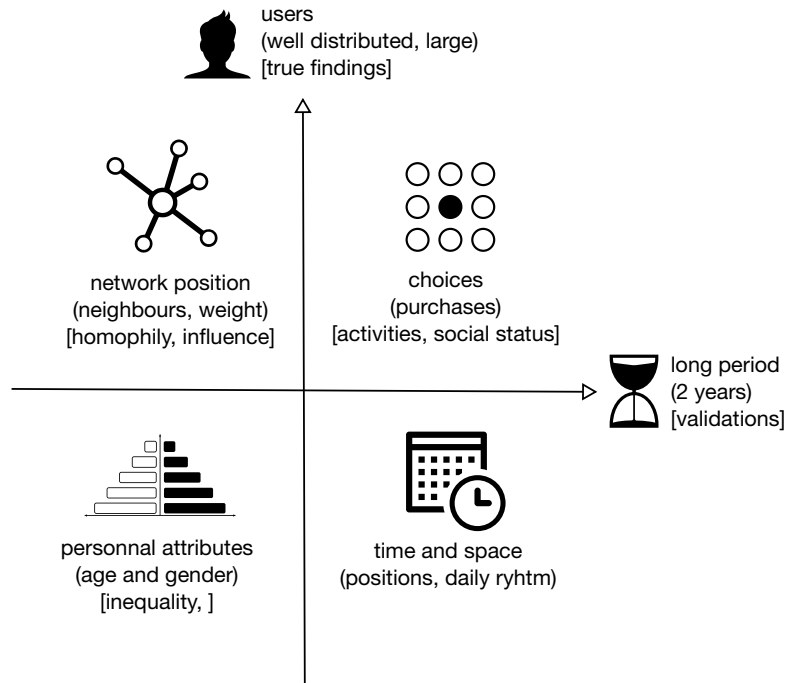 users
(well distributed, large)
[true findings]
network position
(neighbours, weight)
[homophily, influence]
choices
(purchases)
[activities, social status]
long period
(2 years)
[validations]
personnal attributes
(age and gender)
[inequality, ]
time and space
(positions, daily ryhtm)